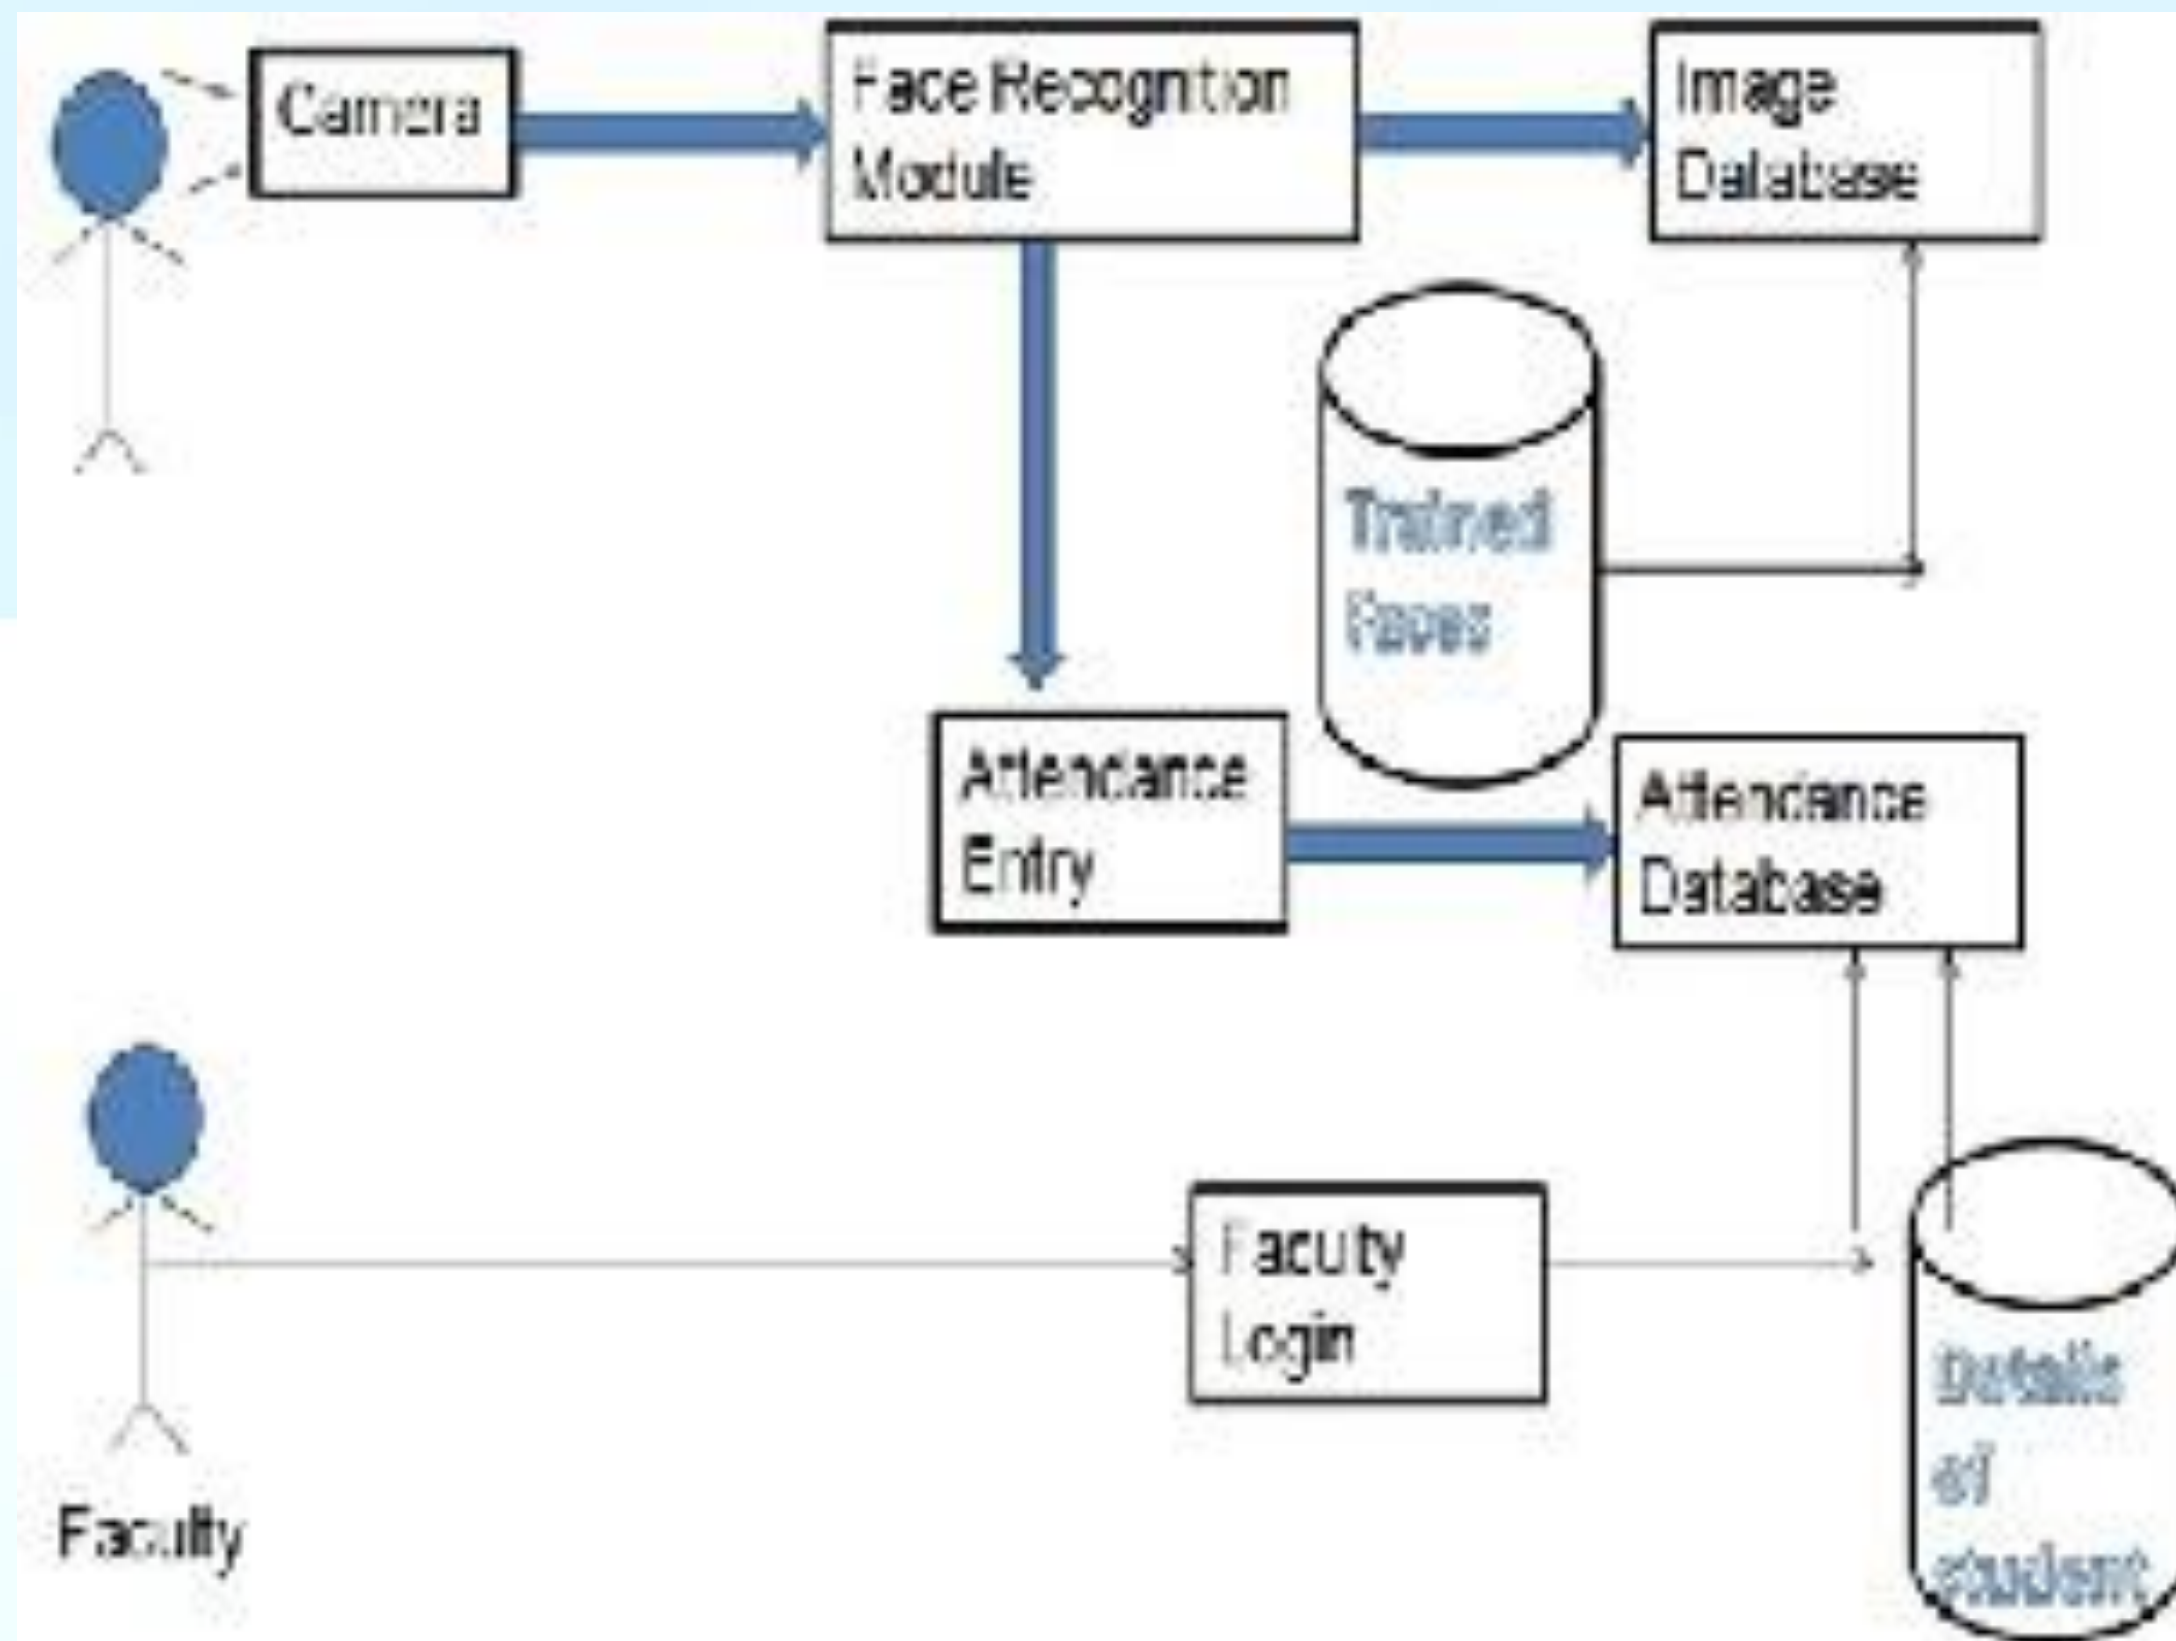 Camera
Face Recognition
Module
Image
Database
Trained
Faces
Attendance
Entry
Attendance
Database
Faculty
Login
Details
of
student
Faculty